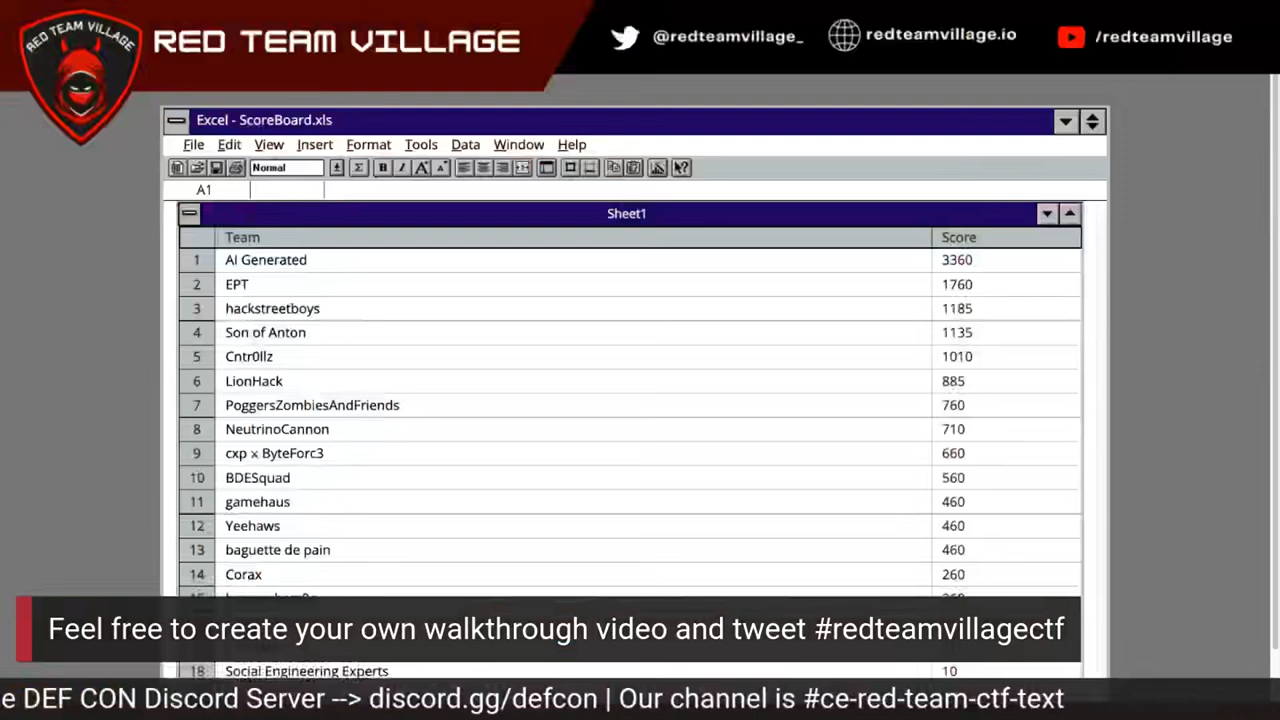 RED TEAM VILLAGE
RED TEAM VILLAGE
@redteamvillage_
redteamvillage.io
/redteamvillage
Excel - ScoreBoard.xls
File Edit View Insert Format Tools Data Window Help
Normal
A1
Sheet1
Team Score
1 AI Generated 3360
2 EPT 1760
3 hackstreetboys 1185
4 Son of Anton 1135
5 Cntr0llz 1010
6 LionHack 885
7 PoggersZombiesAndFriends 760
8 NeutrinoCannon 710
9 cxp x ByteForc3 660
10 BDESquad 560
11 gamehaus 460
12 Yeehaws 460
13 baguette de pain 460
14 Corax 260
Feel free to create your own walkthrough video and tweet #redteamvillagectf
18 Social Engineering Experts 10
e DEF CON Discord Server --> discord.gg/defcon | Our channel is #ce-red-team-ctf-text